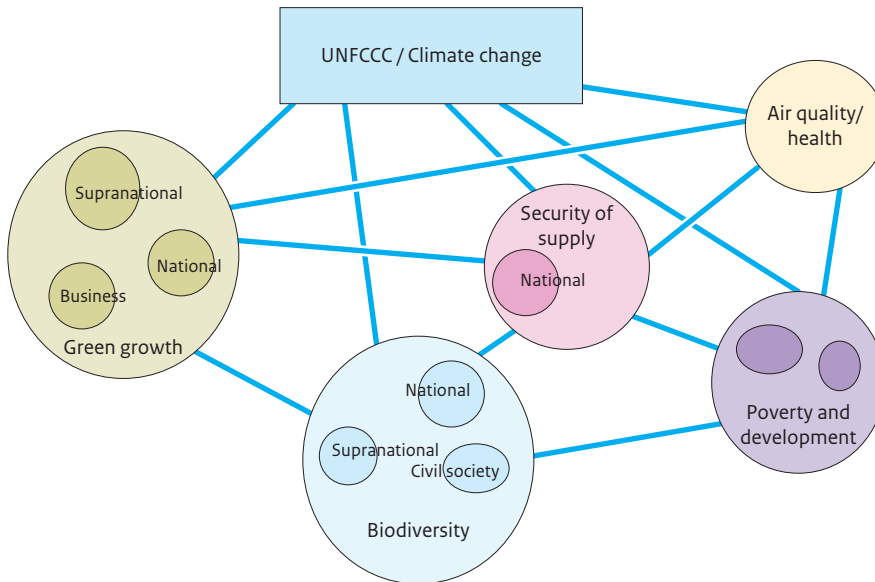 UNFCCC / Climate change
Air quality/
health
Supranational
National
Business
Green growth
Security of
supply
National
National
Supranational
Civil society
Biodiversity
Poverty and
development